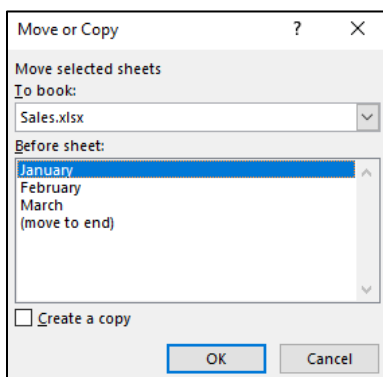 Move or Copy ?
Move selected sheets
To book:
Sales.xlsx
Before sheet:
January
February
March
(move to end)
Create a copy
OK Cancel